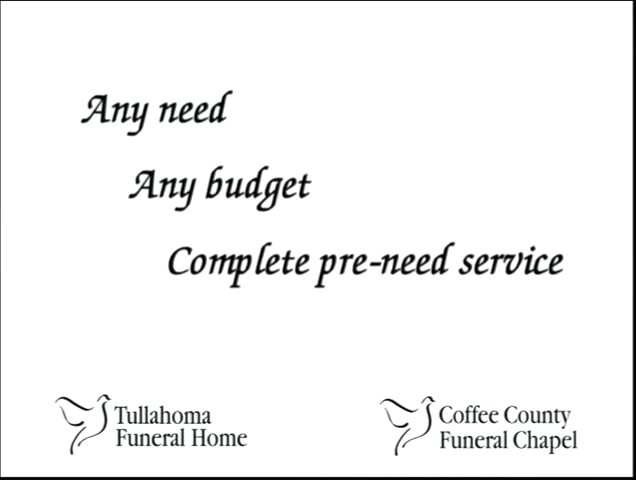 Any need
Any budget
Complete pre-need service
Tullahoma
Funeral Home
Coffee County
Funeral Chapel